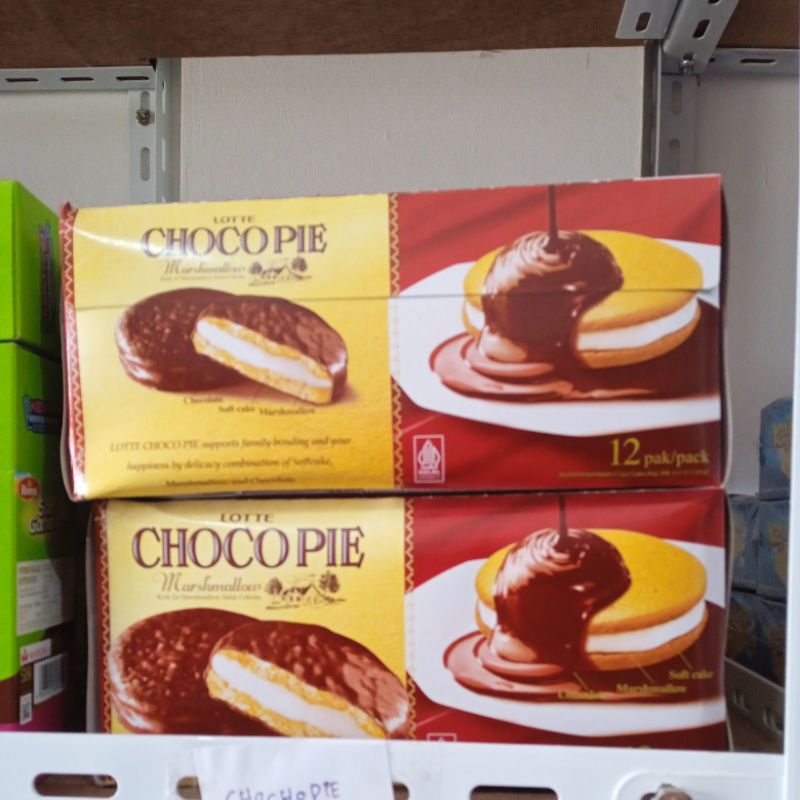 LOTTE
CHOCO PIE
Marshmallow
Chocolate
Soft cake
Marshmallow
LOTTE CHOCO PIE supports family bonding and your
happiness by delicacy combination of Softcake,
Marshmallow and Chocolate.
12 pak/pack
LOTTE
CHOCO PIE
Marshmallow
Soft cake
Marshmallow
Chocolate
CHOCHOPIE